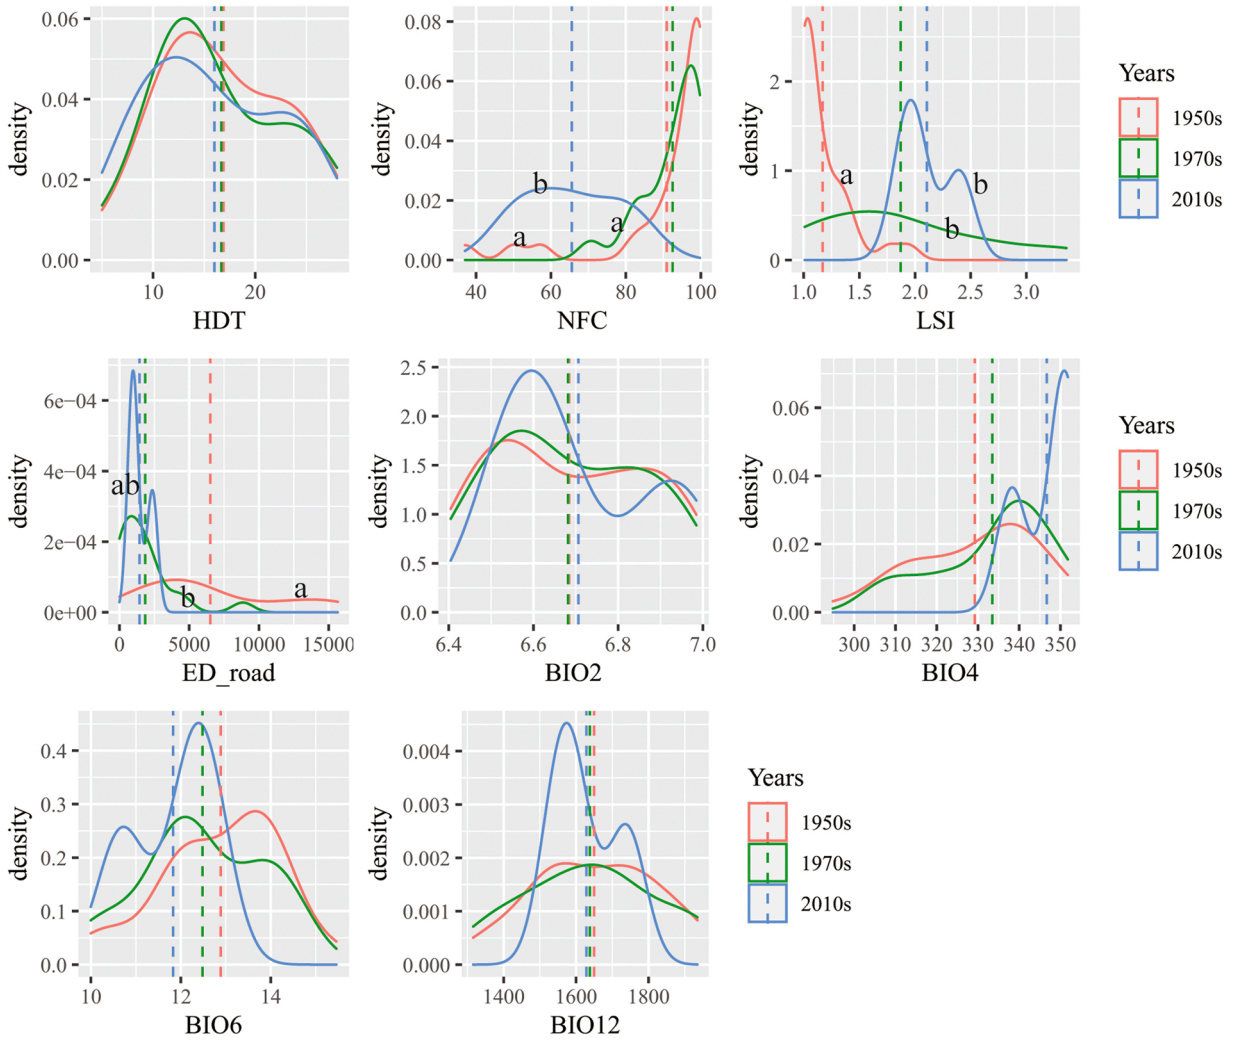 density
0.06
0.04
0.02
0.00
10 20
HDT
density
0.08
0.06
0.04
0.02
0.00
b
a
a
40 60 80 100
NFC
density
2
1
0
a
b
b
1.0 1.5 2.0 2.5 3.0
LSI
Years
1950s
1970s
2010s
density
6e−04
4e−04
2e−04
0e+00
ab
b
a
0 5000 10000 15000
ED_road
density
2.5
2.0
1.5
1.0
0.5
0.0
6.4 6.6 6.8 7.0
BIO2
density
0.06
0.04
0.02
0.00
300 310 320 330 340 350
BIO4
Years
1950s
1970s
2010s
density
0.4
0.3
0.2
0.1
0.0
10 12 14
BIO6
density
0.004
0.003
0.002
0.001
0.000
1400 1600 1800
BIO12
Years
1950s
1970s
2010s